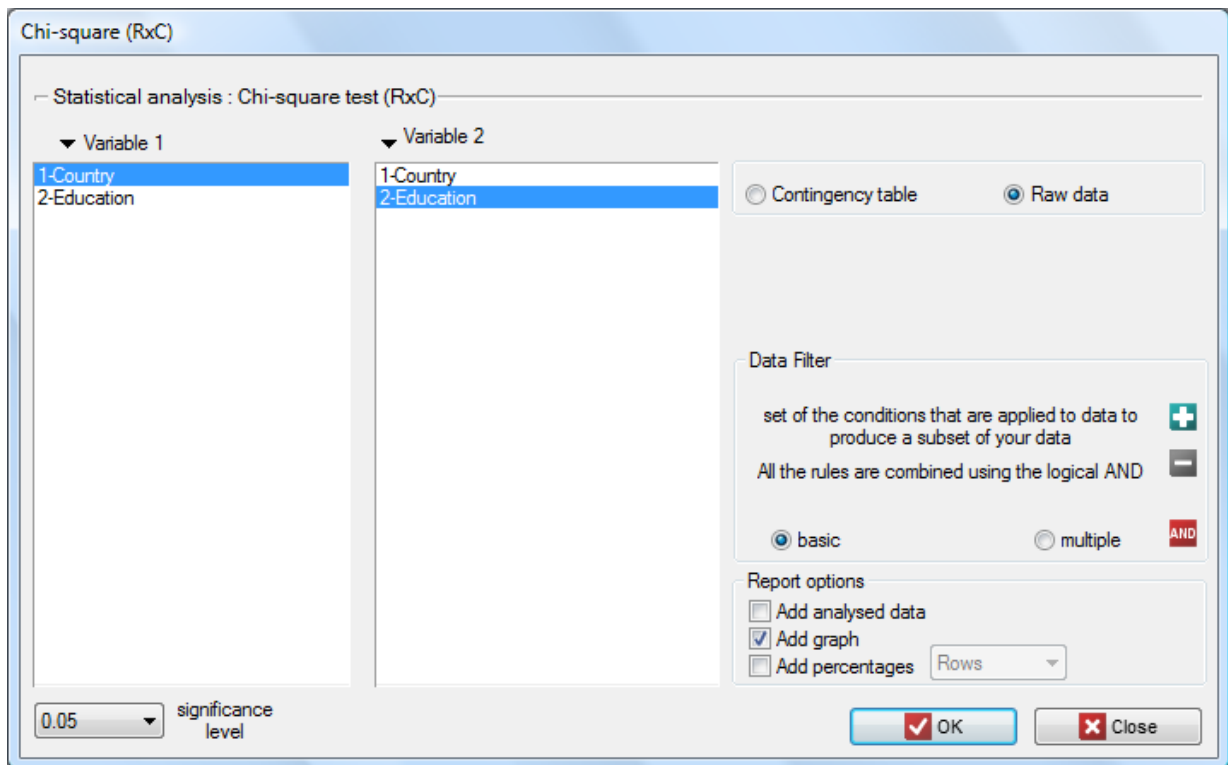 Chi-square (RxC)
Statistical analysis : Chi-square test (RxC)
Variable 1
Variable 2
1-Country
2-Education
1-Country
2-Education
Contingency table
Raw data
Data Filter
set of the conditions that are applied to data to
produce a subset of your data
All the rules are combined using the logical AND
basic
multiple
AND
Report options
Add analysed data
Add graph
Add percentages
Rows
0.05
significance
level
OK
Close